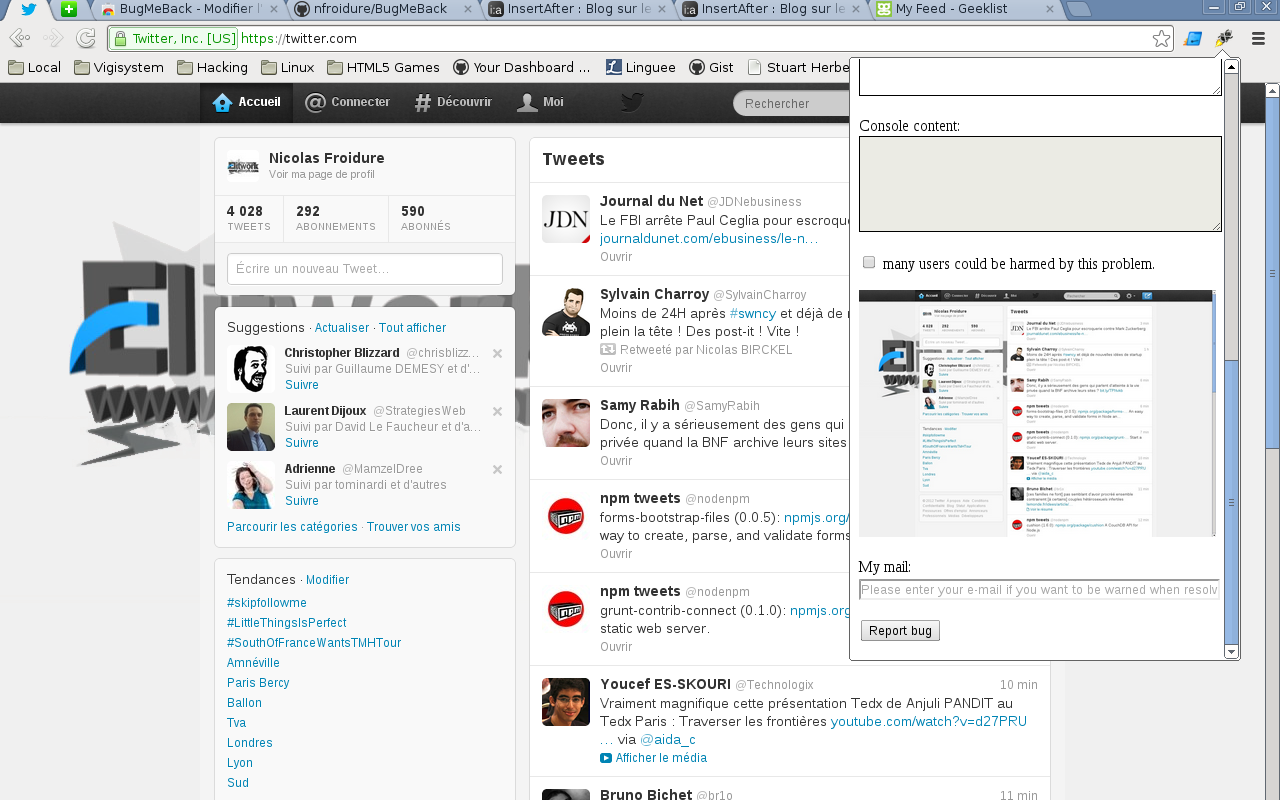 BugMeBack - Modifier l'
nfroidure/BugMeBack
InsertAfter : Blog sur le
InsertAfter : Blog sur le
My Feed - Geeklist
Twitter, Inc. [US] https://twitter.com
Local Vigisystem Hacking Linux HTML5 Games Your Dashboard ... Linguee Gist Stuart Herbe
Accueil Connecter Découvrir Moi Rechercher
Nicolas Froidure
Voir ma page de profil
4 028 292 590
TWEETS ABONNEMENTS ABONNÉS
Écrire un nouveau Tweet…
Suggestions · Actualiser · Tout afficher
Christopher Blizzard @chrisblizz…
Suivi par Guillaume DEMESY et d'…
Suivre
Laurent Dijoux @StrategiesWeb
Suivi par David Le Faucheur et d'a…
Suivre
Adrienne @MamzelDree
Suivi par nhenardi et d'autres
Suivre
Parcourir les catégories · Trouver vos amis
Tendances · Modifier
#skipfollowme
#LittleThingsIsPerfect
#SouthOfFranceWantsTMHTour
Amnéville
Paris Bercy
Ballon
Tva
Londres
Lyon
Sud
Tweets
JDN
Journal du Net @JDNebusiness
Le FBI arrête Paul Ceglia pour escroque
journaldunet.com/ebusiness/le-n…
Ouvrir
Sylvain Charroy @SylvainCharroy
Moins de 24H après #swncy et déjà de
plein la tête ! Des post-it ! Vite !
Retweeté par Nicolas BIRCKEL
Ouvrir
Samy Rabih @SamyRabih
Donc, il y a sérieusement des gens qui
privée quand la BNF archive leurs sites
Ouvrir
npm tweets @nodenpm
forms-bootstrap-files (0.0.5): npmjs.org/
way to create, parse, and validate forms
Ouvrir
npm tweets @nodenpm
grunt-contrib-connect (0.1.0): npmjs.org
static web server.
Ouvrir
Youcef ES-SKOURI @Technologix 10 min
Vraiment magnifique cette présentation Tedx de Anjuli PANDIT au
Tedx Paris : Traverser les frontières youtube.com/watch?v=d27PRU
… via @aida_c
Afficher le média
Bruno Bichet @br1o 11 min
Console content:
many users could be harmed by this problem.
My mail:
Please enter your e-mail if you want to be warned when resolv
Report bug